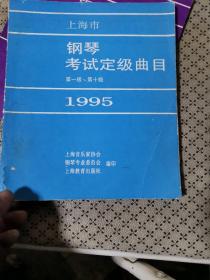 上海市
钢琴
考试定级曲目
第一级~第十级
1995
上海音乐家协会
钢琴专业委员会 编印
上海教育出版社